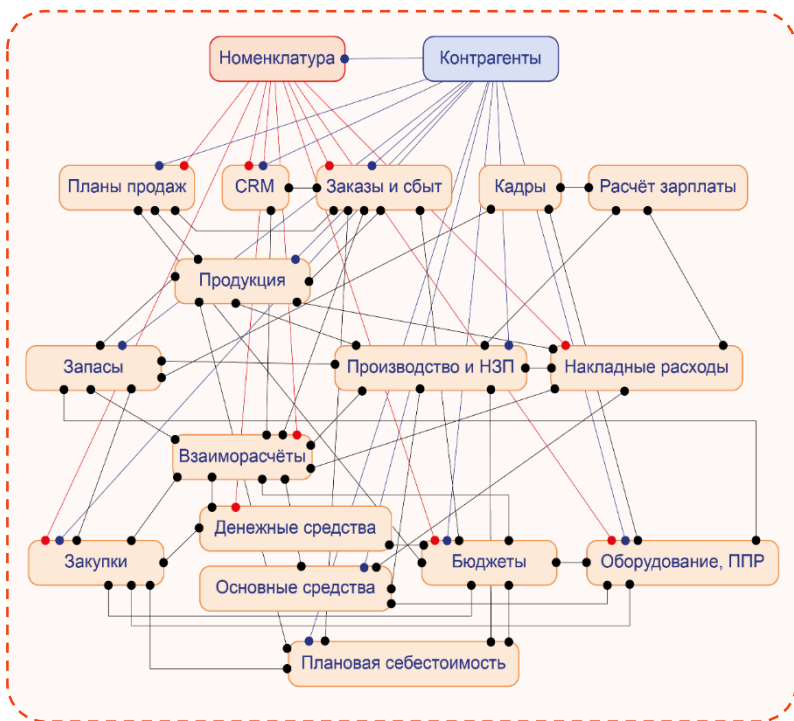 Номенклатура
Контрагенты
Планы продаж
CRM
Заказы и сбыт
Кадры
Расчёт зарплаты
Продукция
Запасы
Производство и НЗП
Накладные расходы
Взаиморасчёты
Денежные средства
Закупки
Бюджеты
Оборудование, ППР
Основные средства
Плановая себестоимость